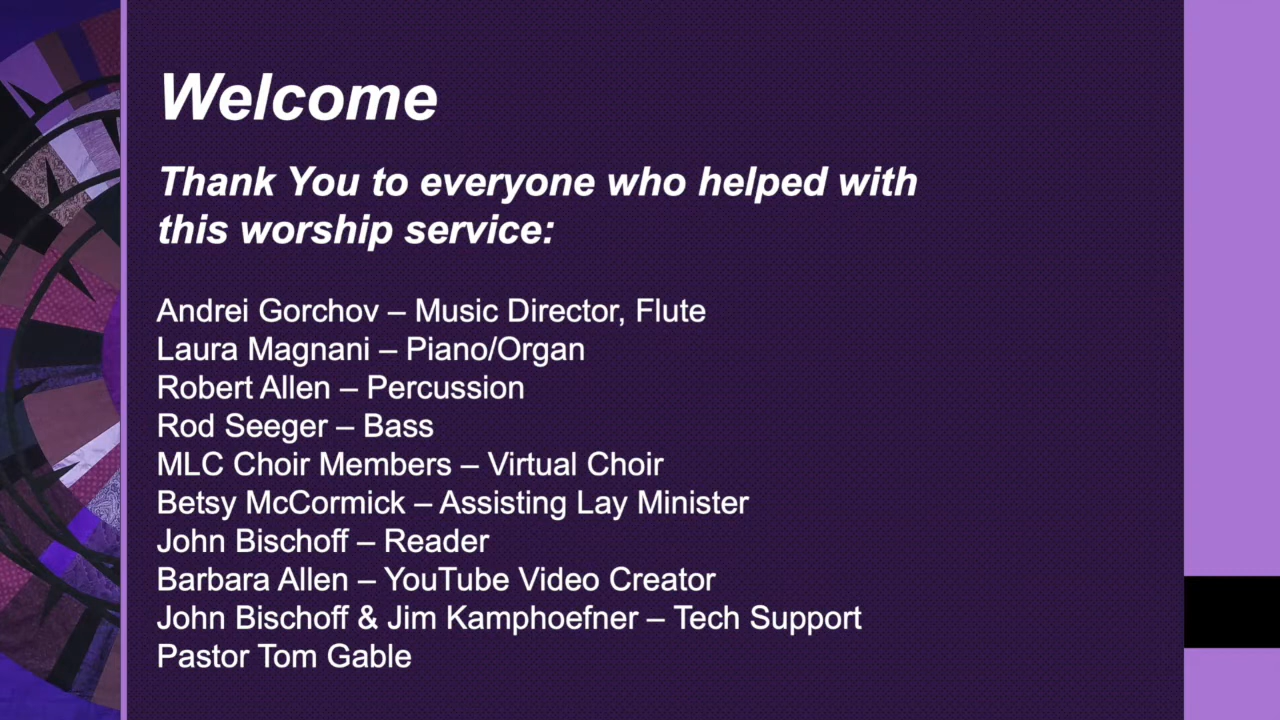 Welcome
Thank You to everyone who helped with
this worship service:
Andrei Gorchov – Music Director, Flute
Laura Magnani – Piano/Organ
Robert Allen – Percussion
Rod Seeger – Bass
MLC Choir Members – Virtual Choir
Betsy McCormick – Assisting Lay Minister
John Bischoff – Reader
Barbara Allen – YouTube Video Creator
John Bischoff & Jim Kamphoefner – Tech Support
Pastor Tom Gable